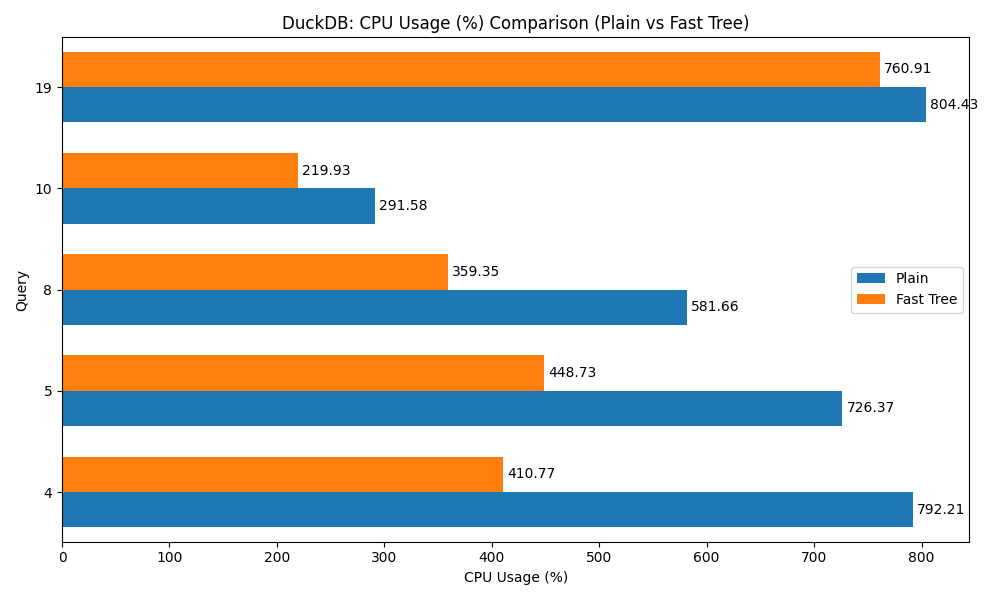 DuckDB: CPU Usage (%) Comparison (Plain vs Fast Tree)
760.91
19
804.43
219.93
10
291.58
359.35
8
581.66
448.73
5
726.37
410.77
4
792.21
Query
Plain
Fast Tree
0 100 200 300 400 500 600 700 800
CPU Usage (%)